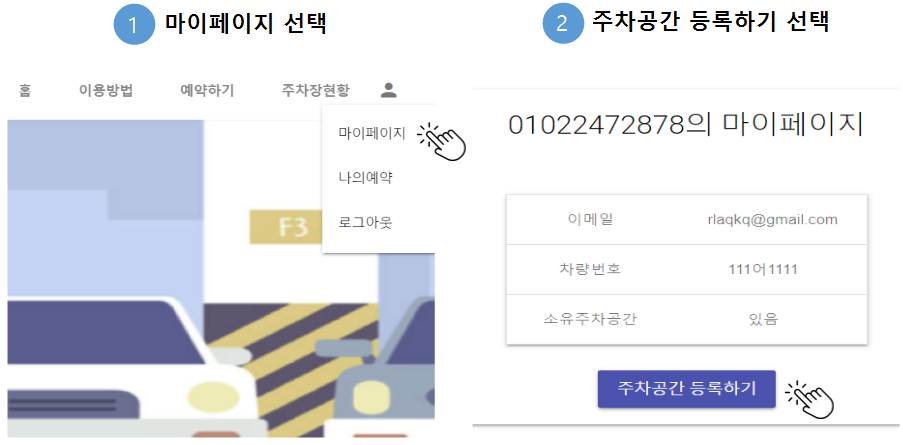 1 마이페이지 선택
홈 이용방법 예약하기 주차장현황
마이페이지
나의예약
로그아웃
F3
2 주차공간 등록하기 선택
01022472878의 마이페이지
이메일 rlaqkq@gmail.com
차량번호 111어1111
소유주차공간 있음
주차공간 등록하기